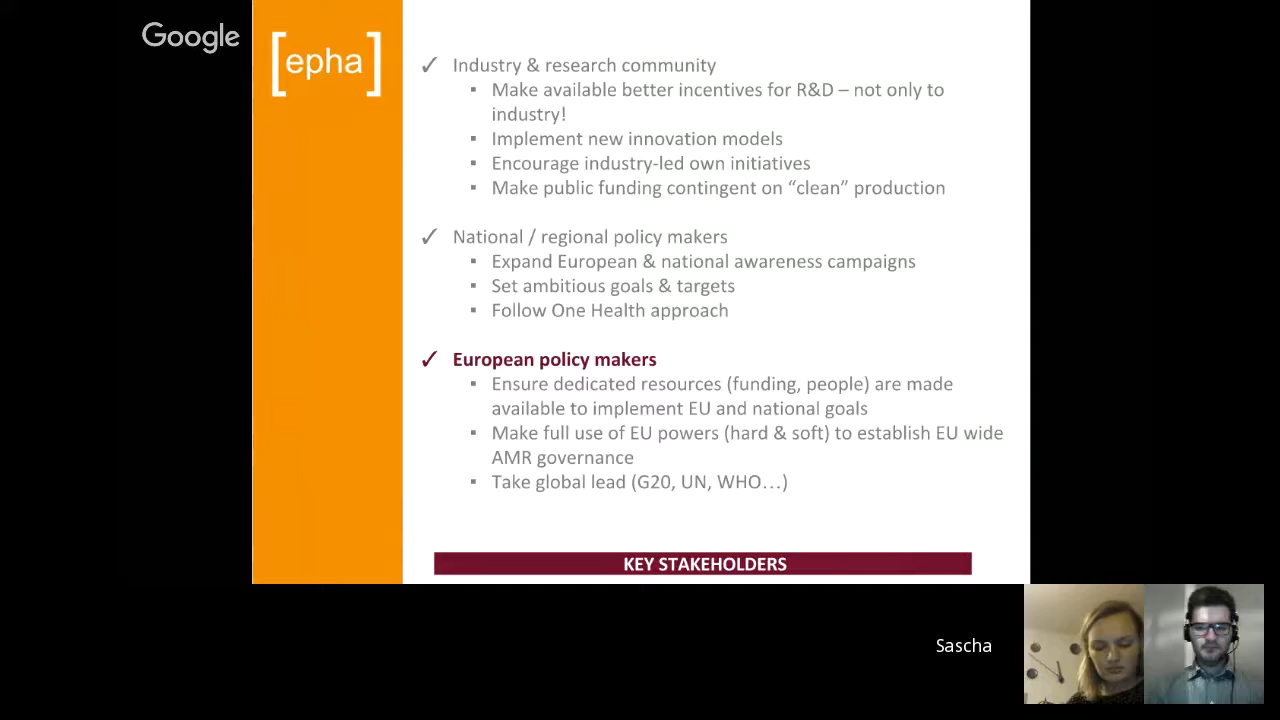 Google
[epha]
✓ Industry & research community
▪ Make available better incentives for R&D – not only to
industry!
▪ Implement new innovation models
▪ Encourage industry-led own initiatives
▪ Make public funding contingent on “clean” production
✓ National / regional policy makers
▪ Expand European & national awareness campaigns
▪ Set ambitious goals & targets
▪ Follow One Health approach
✓ European policy makers
▪ Ensure dedicated resources (funding, people) are made
available to implement EU and national goals
▪ Make full use of EU powers (hard & soft) to establish EU wide
AMR governance
▪ Take global lead (G20, UN, WHO…)
KEY STAKEHOLDERS
Sascha